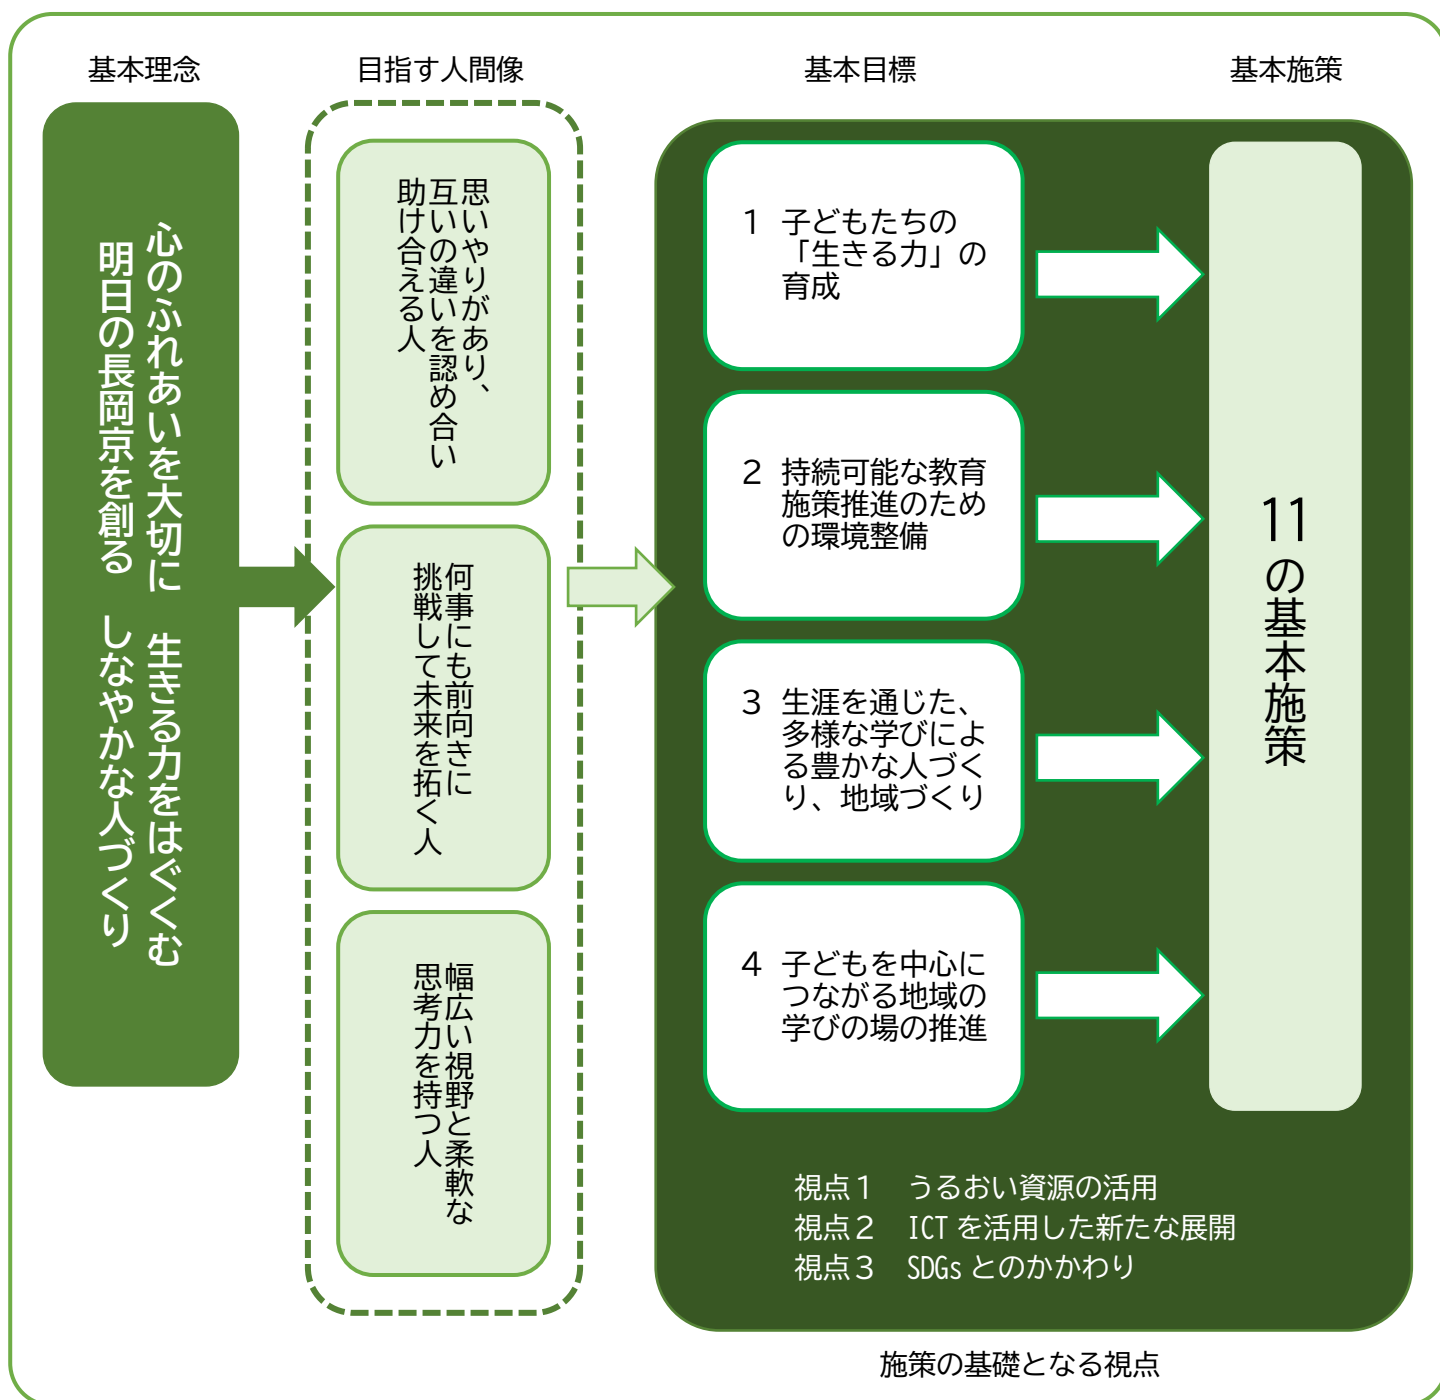 基本理念
目指す人間像
基本目標
基本施策
心のふれあいを大切に　生きる力をはぐくむ
明日の長岡京を創る　しなやかな人づくり
思いやりがあり、
互いの違いを認め合い
助け合える人
何事にも前向きに
挑戦して未来を拓く人
幅広い視野と柔軟な
思考力を持つ人
1 子どもたちの
「生きる力」の
育成
2 持続可能な教育
施策推進のため
の環境整備
3 生涯を通じた、
多様な学びによ
る豊かな人づく
り、地域づくり
4 子どもを中心に
つながる地域の
学びの場の推進
11の基本施策
視点1　うるおい資源の活用
視点2　ICTを活用した新たな展開
視点3　SDGsとのかかわり
施策の基礎となる視点